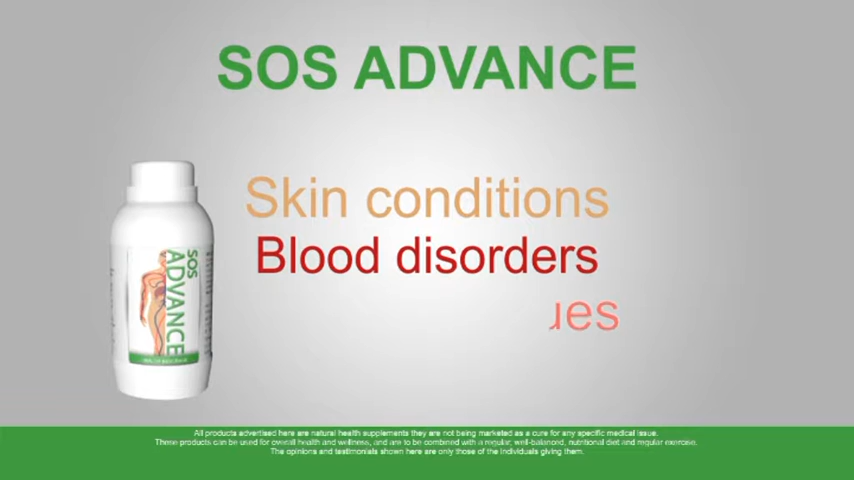 SOS ADVANCE
Skin conditions
Blood disorders
ues
SOS
ADVANCE
All products advertised here are natural health supplements they are not being marketed as a cure for any specific medical issue.
These products can be used for overall health and wellness, and are to be combined with a regular, well-balanced, nutritional diet and regular exercise.
The opinions and testimonials shown here are only those of the individuals giving them.